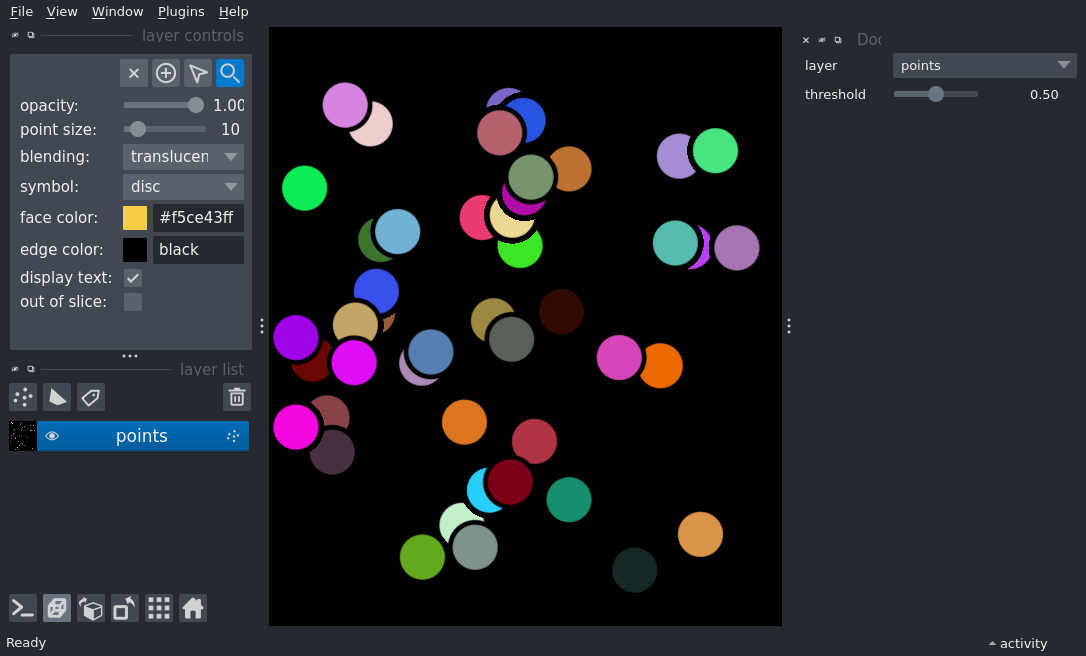 File View Window Plugins Help
layer controls
opacity: 1.00
point size: 10
blending: translucen
symbol: disc
face color: #f5ce43ff
edge color: black
display text:
out of slice:
layer list
points
Ready
Doc
layer points
threshold 0.50
activity